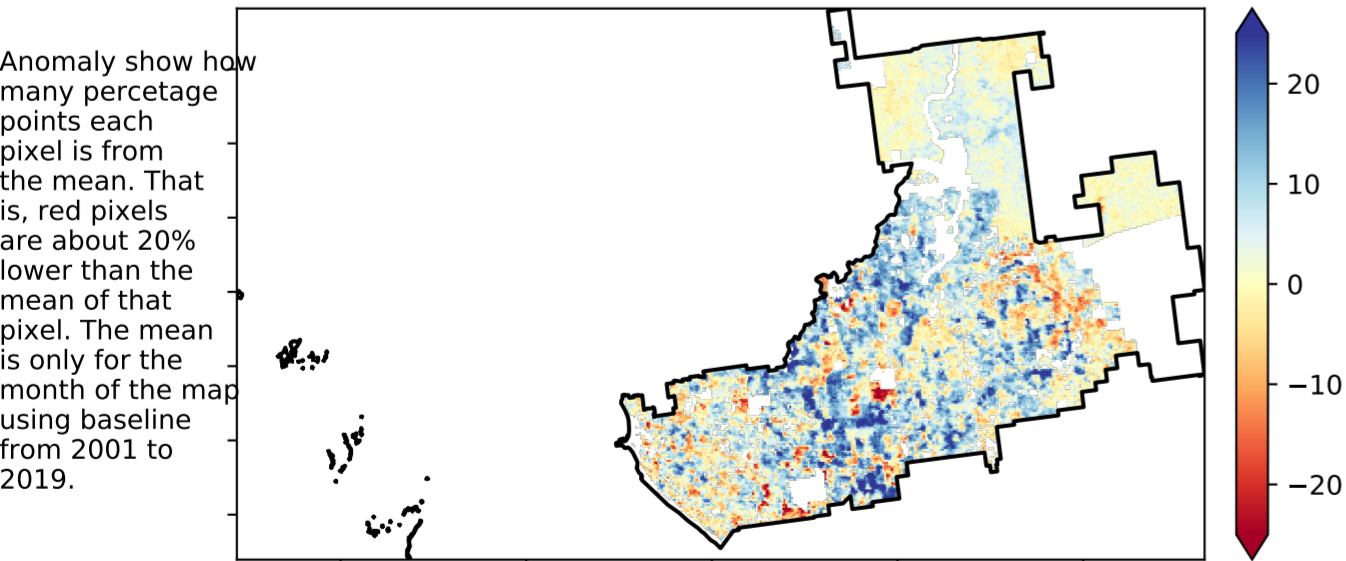 Anomaly show how
many percetage
points each
pixel is from
the mean. That
is, red pixels
are about 20%
lower than the
mean of that
pixel. The mean
is only for the
month of the map
using baseline
from 2001 to
2019.
20
10
0
−10
−20